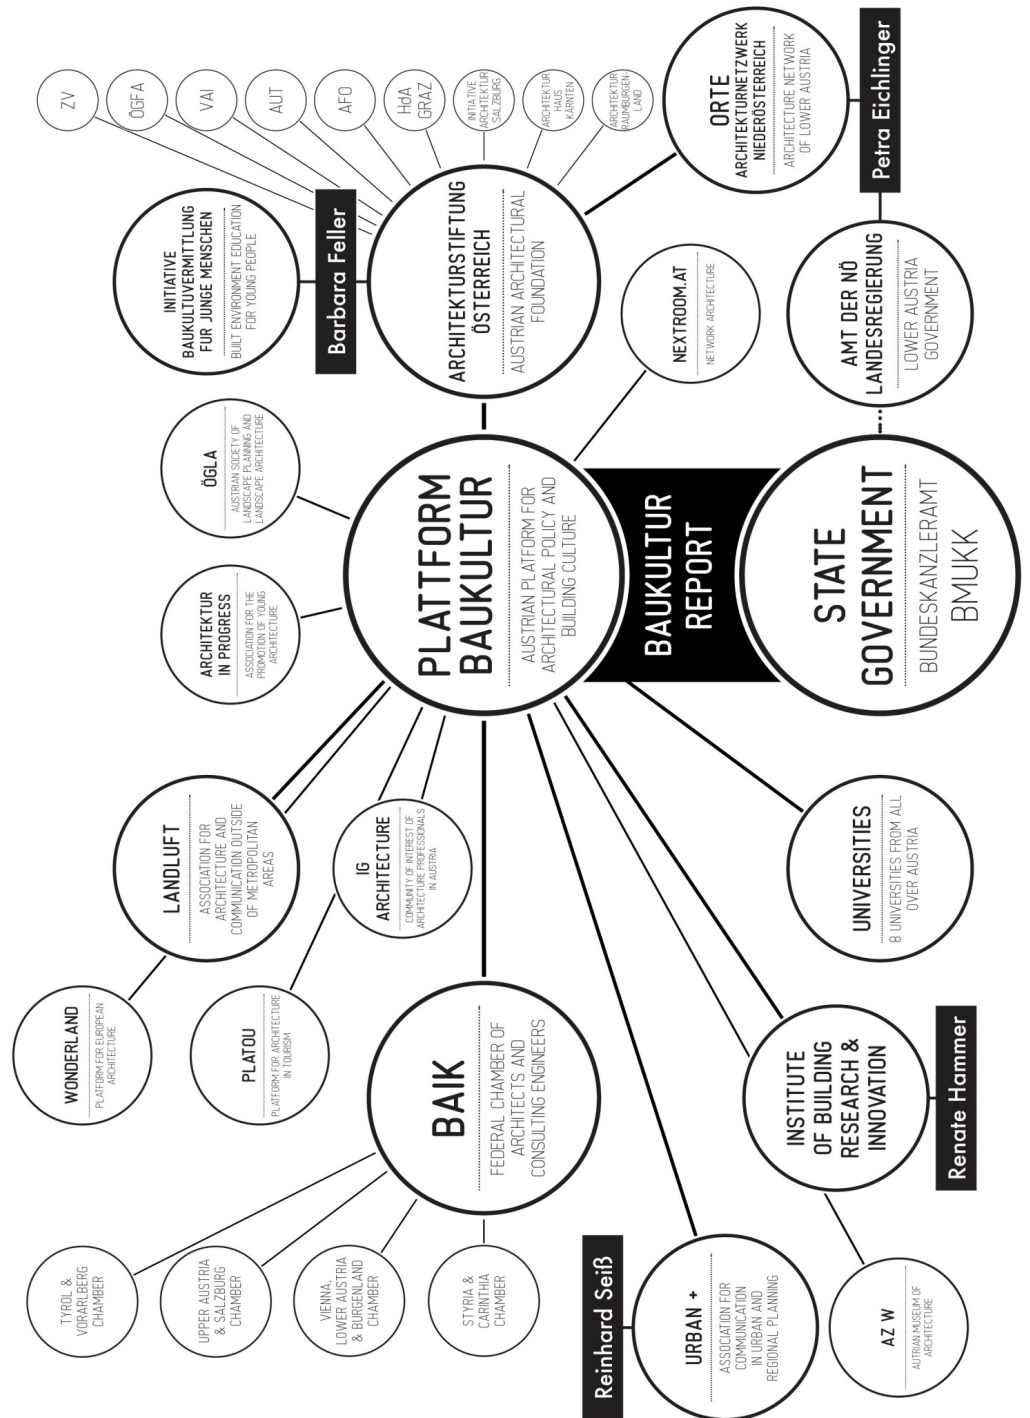 TYROL &
VORARLBERG
CHAMBER
UPPER AUSTRIA
& SALZBURG
CHAMBER
VIENNA,
LOWER AUSTRIA
& BURGENLAND
CHAMBER
STYRIA &
CARINTHIA
CHAMBER
WONDERLAND
PLATFORM FOR EUROPEAN
ARCHITECTURE
PLATOU
PLATFORM FOR ARCHITECTURE
IN TOURISM
BAIK
FEDERAL CHAMBER OF
ARCHITECTS AND
CONSULTING ENGINEERS
LANDLUFT
ASSOCIATION FOR
ARCHITECTURE AND
COMMUNICATION OUTSIDE
OF METROPOLITAN
AREAS
IG
ARCHITECTURE
COMMUNITY OF INTEREST OF
ARCHITECTURE PROFESSIONALS
IN AUSTRIA
ARCHITEKTUR
IN PROGRESS
ASSOCIATION FOR THE
PROMOTION OF YOUNG
ARCHITECTURE
ÖGLA
AUSTRIAN SOCIETY OF
LANDSCAPE PLANNING AND
LANDSCAPE ARCHITECTURE
INITIATIVE
BAUKULTUVERMITTLUNG
FÜR JUNGE MENSCHEN
BUILT ENVIRONMENT EDUCATION
FOR YOUNG PEOPLE
Barbara Feller
ZV
ÖGFA
VAI
AUT
AFO
HdA
GRAZ
INITIATIVE
ARCHITEKTUR
SALZBURG
ARCHITEKTUR
HAUS
KÄRNTEN
ARCHITEKTUR
RAUMBURGEN-
LAND
ARCHITEKTURSTIFTUNG
ÖSTERREICH
AUSTRIAN ARCHITECTURAL
FOUNDATION
PLATTFORM
BAUKULTUR
AUSTRIAN PLATFORM FOR
ARCHITECTURAL POLICY AND
BUILDING CULTURE
NEXTROOM.AT
NETWORK ARCHITECTURE
ORTE
ARCHITEKTURNETZWERK
NIEDERÖSTERREICH
ARCHITECTURE NETWORK
OF LOWER AUSTRIA
Petra Eichlinger
Reinhard Seiß
URBAN +
ASSOCIATION FOR
COMMUNICATION
IN URBAN AND
REGIONAL PLANNING
AZ W
AUTRIAN MUSEUM OF
ARCHITECTURE
INSTITUTE
OF BUILDING
RESEARCH &
INNOVATION
Renate Hammer
UNIVERSITIES
8 UNIVERSITIES FROM ALL
OVER AUSTRIA
BAUKULTUR
REPORT
STATE
GOVERNMENT
BUNDESKANZLERAMT
BMUKK
AMT DER NÖ
LANDESREGIERUNG
LOWER AUSTRIA
GOVERNMENT